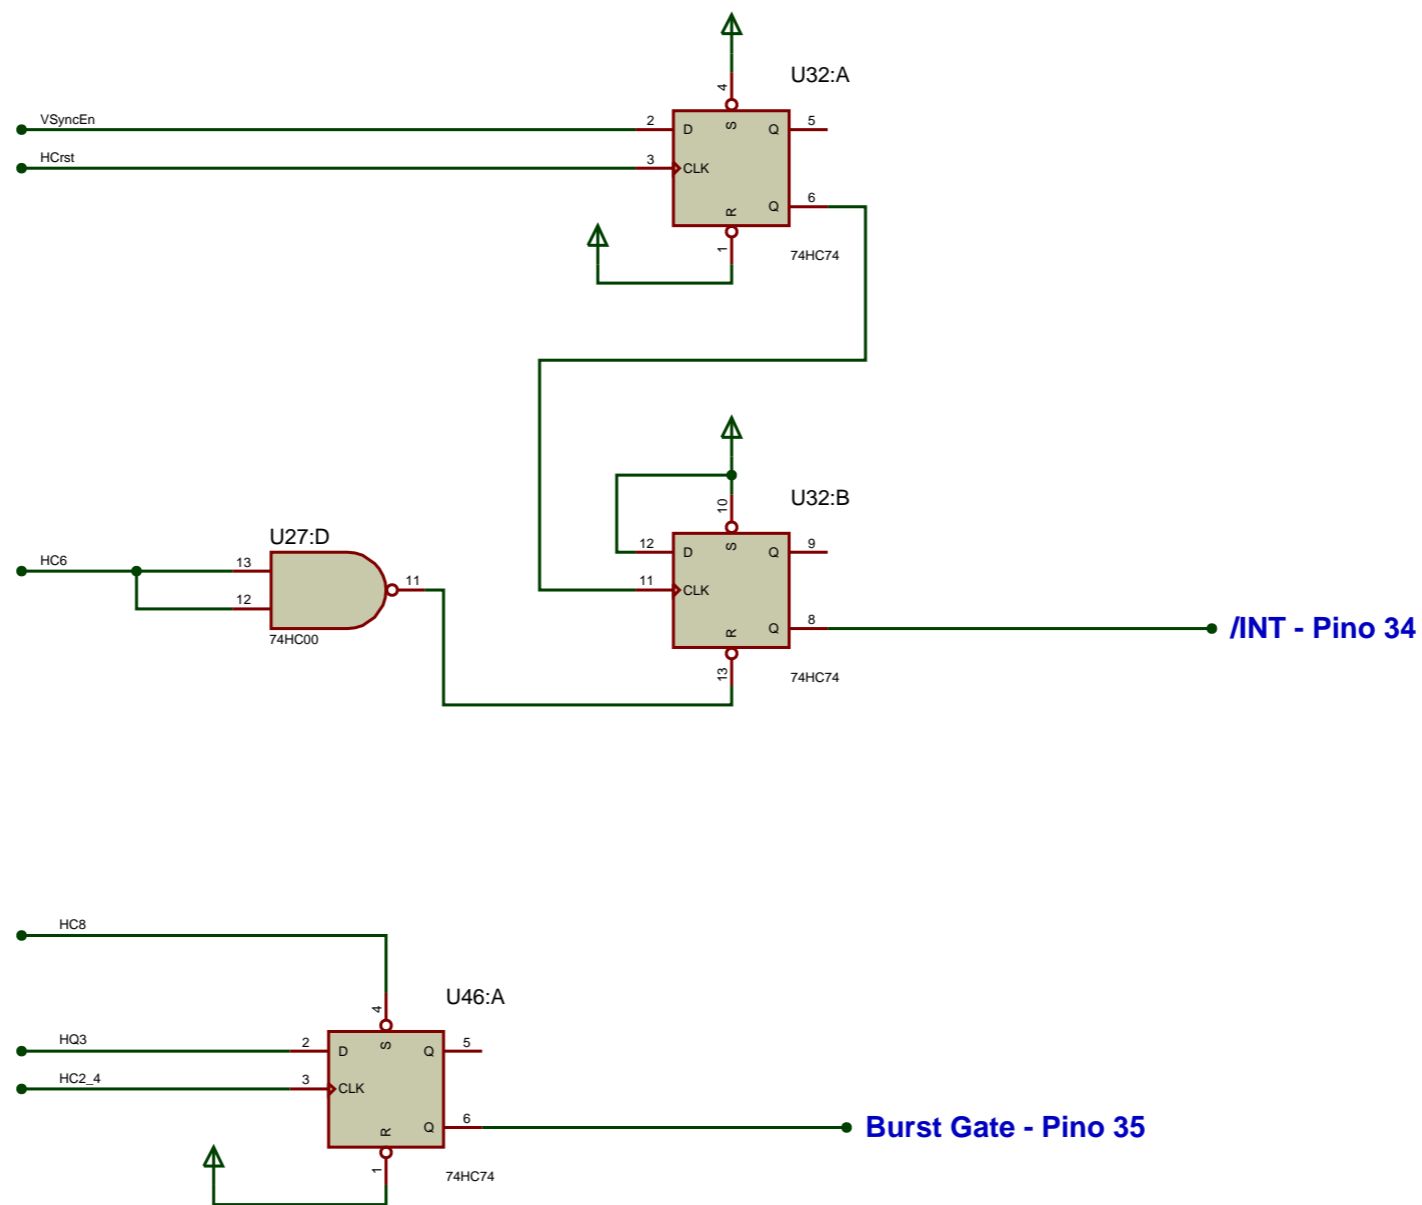 U32:A
4
VSyncEn
2
D
S
Q
5
HCrst
3
CLK
6
Q
R
1
74HC74
U32:B
10
U27:D
12
D
S
Q
9
HC6
13
11
11
CLK
12
74HC00
R
Q
8
/INT - Pino 34
13
74HC74
HC8
U46:A
4
HQ3
2
D
S
Q
5
HC2_4
3
CLK
R
Q
6
Burst Gate - Pino 35
1
74HC74